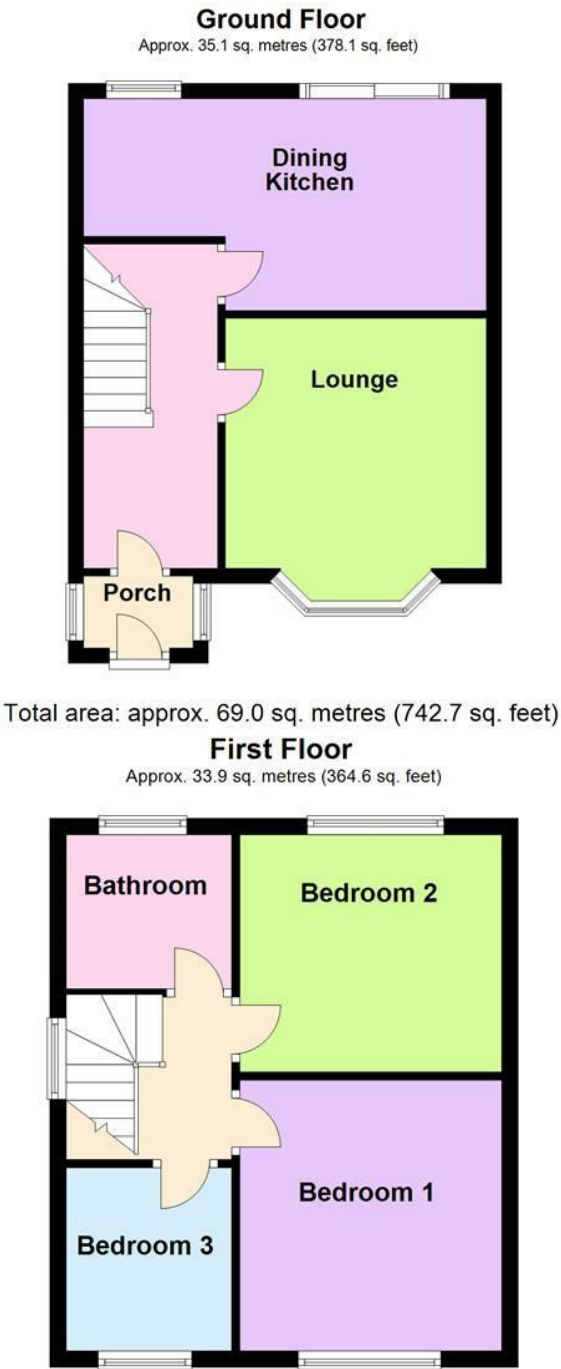 Ground Floor
Approx. 35.1 sq. metres (378.1 sq. feet)
Dining
Kitchen
Lounge
Porch
Total area: approx. 69.0 sq. metres (742.7 sq. feet)
First Floor
Approx. 33.9 sq. metres (364.6 sq. feet)
Bathroom
Bedroom 2
Bedroom 1
Bedroom 3